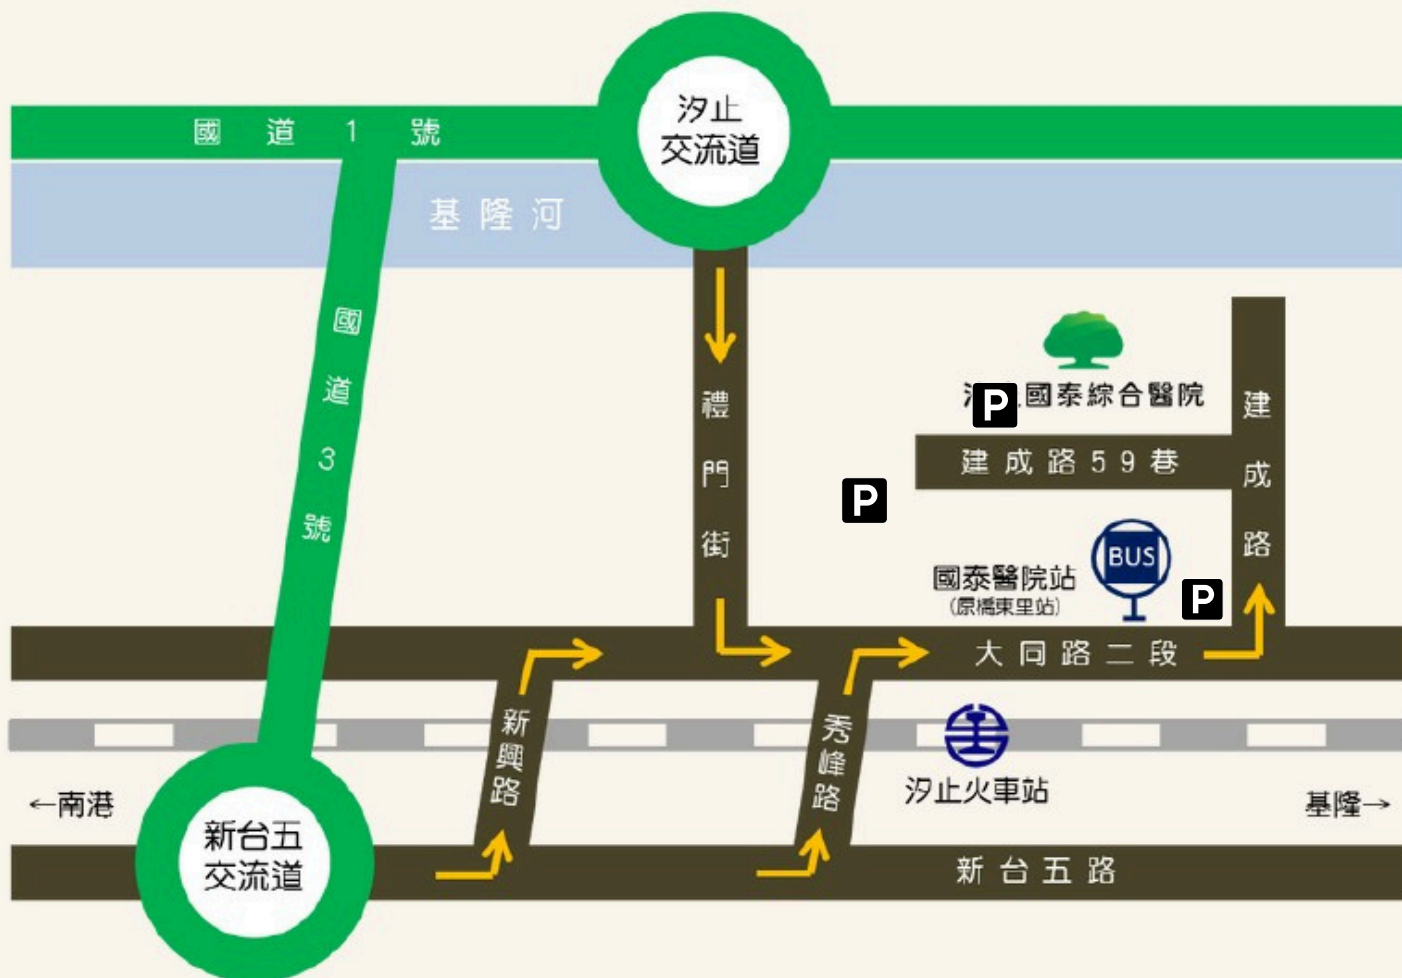 汐止
交流道
國道1號
基隆河
國道3號
禮門街
國泰綜合醫院
P
建成路
建成路59巷
P
BUS
國泰醫院站
(原橋東里站)
P
大同路二段
新興路
秀峰路
汐止火車站
←南港
基隆→
新台五
交流道
新台五路